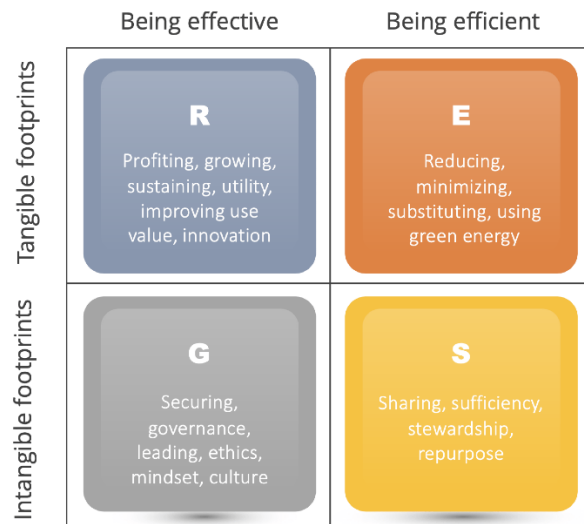 Being effective
Being efficient
Tangible footprints
R
Profiting, growing,
sustaining, utility,
improving use
value, innovation
E
Reducing,
minimizing,
substituting, using
green energy
Intangible footprints
G
Securing,
governance,
leading, ethics,
mindset, culture
S
Sharing, sufficiency,
stewardship,
repurpose